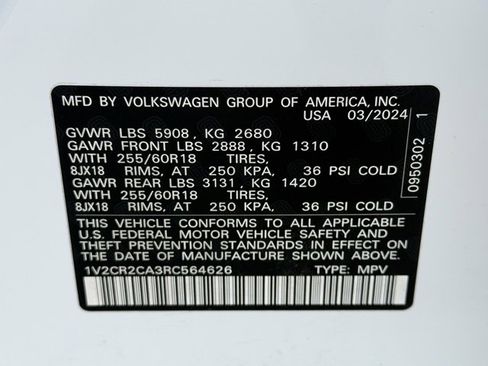 MFD BY VOLKSWAGEN GROUP OF AMERICA, INC.
USA 03/2024
GVWR LBS 5908, KG 2680
GAWR FRONT LBS 2888, KG 1310
WITH 255/60R18 TIRES,
8JX18 RIMS, AT 250 KPA, 36 PSI COLD
GAWR REAR LBS 3131, KG 1420
WITH 255/60R18 TIRES,
8JX18 RIMS, AT 250 KPA, 36 PSI COLD
THIS VEHICLE CONFORMS TO ALL APPLICABLE
U.S. FEDERAL MOTOR VEHICLE SAFETY AND
THEFT PREVENTION STANDARDS IN EFFECT ON
THE DATE OF MANUFACTURE SHOWN ABOVE.
1V2CR2CA3RC564626 TYPE: MPV
0950302 1